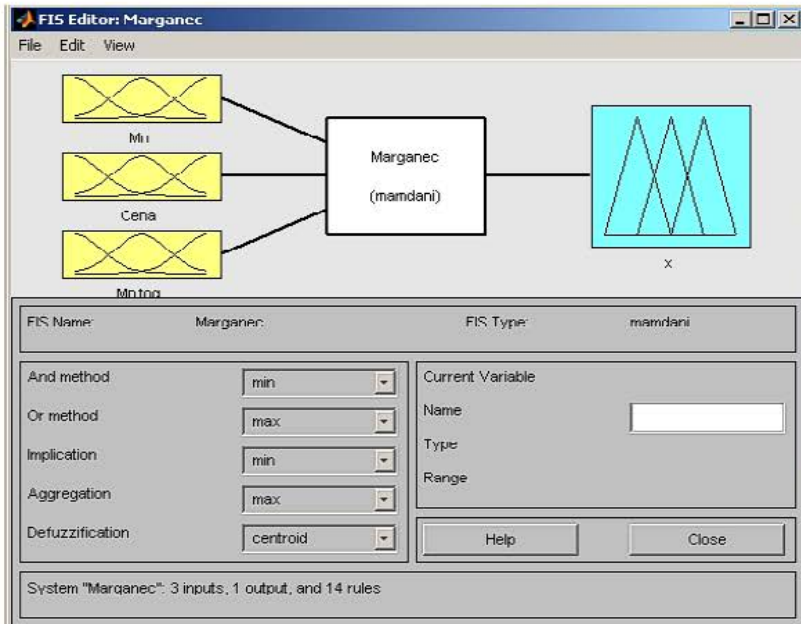 FIS Editor: Marganec
File Edit View
Mn
Marganec
(mamdani)
Cena
x
FIS Name: Marganec FIS Type: mamdani
And method min
Or method max
Implication min
Aggregation max
Defuzzification centroid
Current Variable
Name
Type
Range
Help Close
System "Marganec": 3 inputs, 1 output, and 14 rules